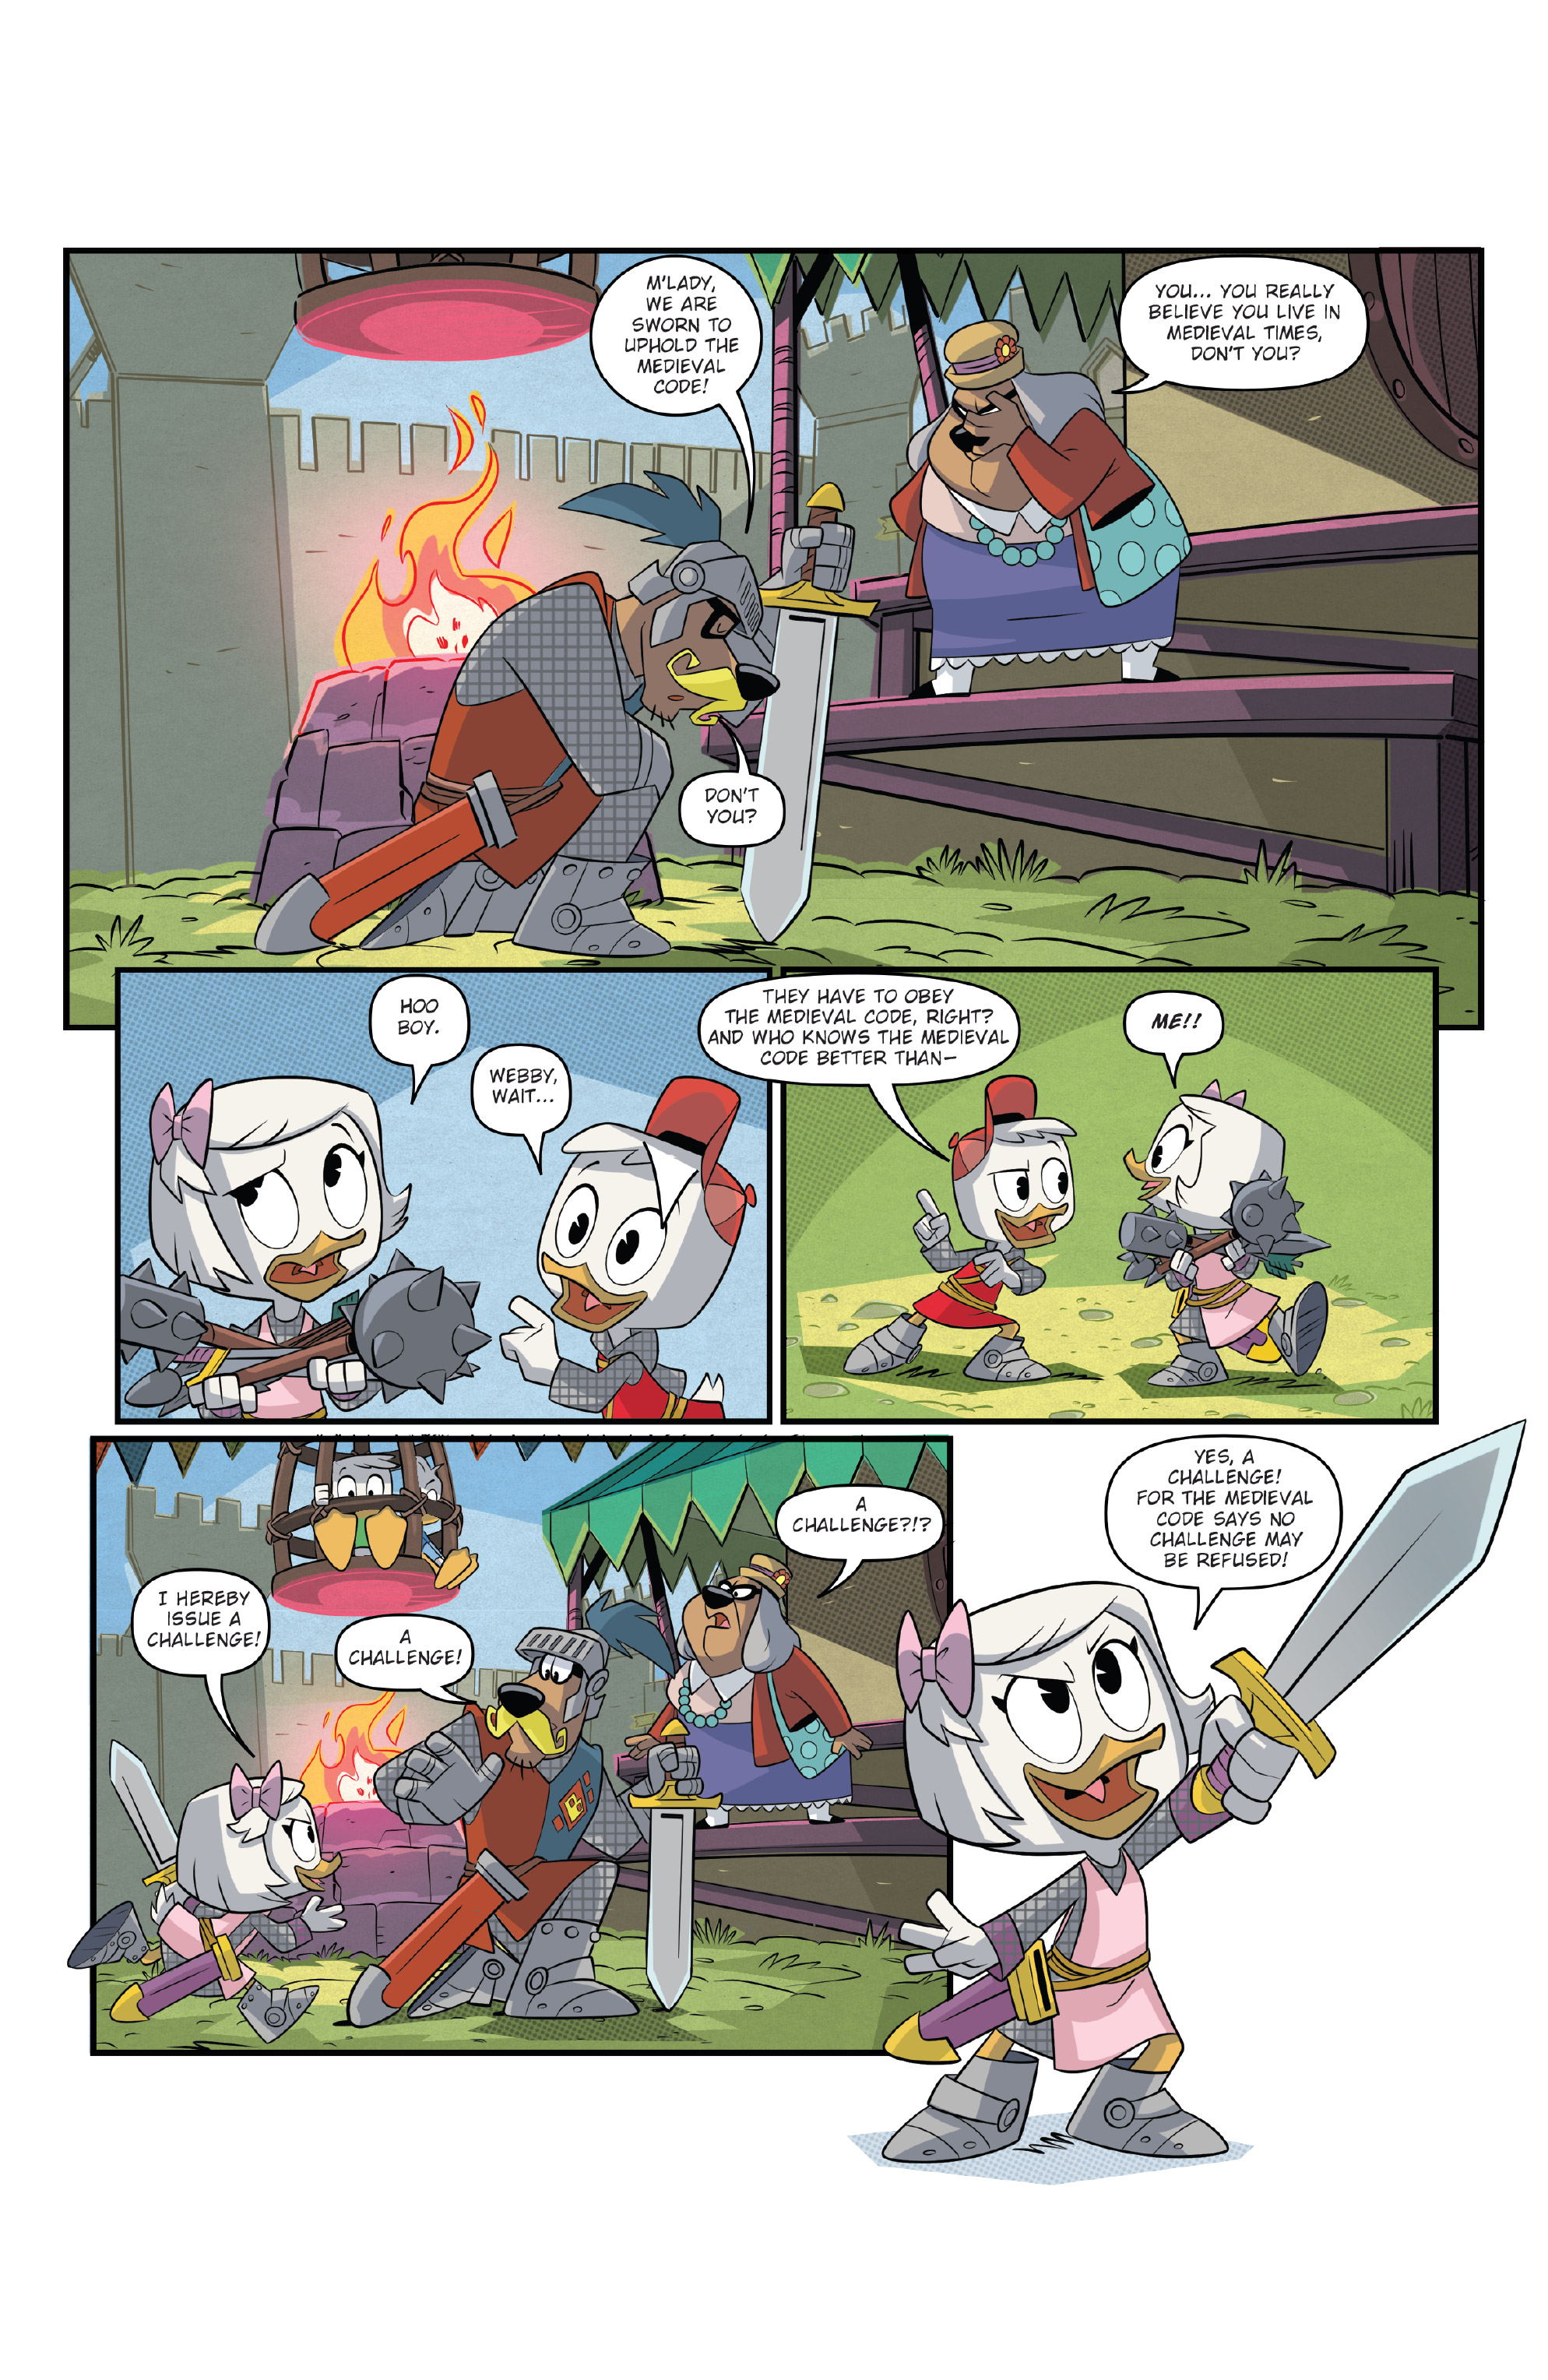 M'LADY,
WE ARE
SWORN TO
UPHOLD THE
MEDIEVAL
CODE!
YOU... YOU REALLY
BELIEVE YOU LIVE IN
MEDIEVAL TIMES,
DON'T YOU?
DON'T
YOU?
HOO
BOY.
WEBBY,
WAIT...
THEY HAVE TO OBEY
THE MEDIEVAL CODE, RIGHT?
AND WHO KNOWS THE MEDIEVAL
CODE BETTER THAN—
ME!!
I HEREBY
ISSUE A
CHALLENGE!
A
CHALLENGE!
A
CHALLENGE?!?
YES, A
CHALLENGE!
FOR THE MEDIEVAL
CODE SAYS NO
CHALLENGE MAY
BE REFUSED!
B